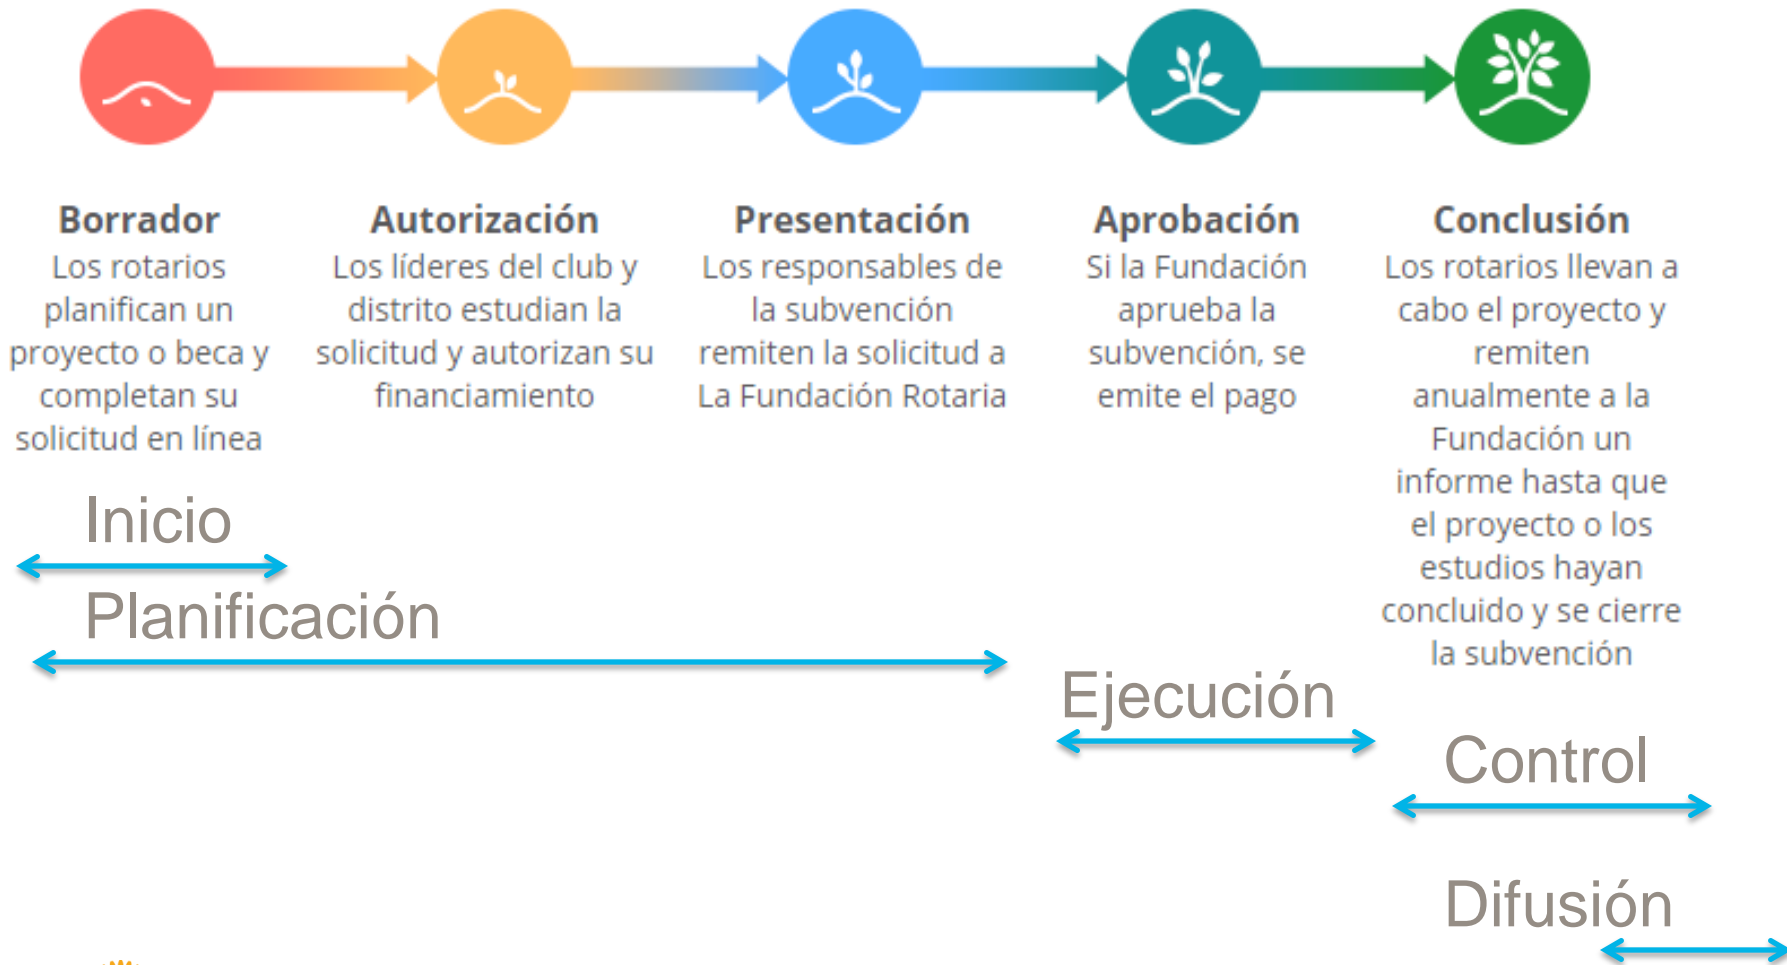 Borrador
Los rotarios
planifican un
proyecto o beca y
completan su
solicitud en línea
Autorización
Los líderes del club y
distrito estudian la
solicitud y autorizan su
financiamiento
Presentación
Los responsables de
la subvención
remiten la solicitud a
La Fundación Rotaria
Aprobación
Si la Fundación
aprueba la
subvención, se
emite el pago
Conclusión
Los rotarios llevan a
cabo el proyecto y
remiten
anualmente a la
Fundación un
informe hasta que
el proyecto o los
estudios hayan
concluido y se cierre
la subvención
Inicio
Planificación
Ejecución
Control
Difusión